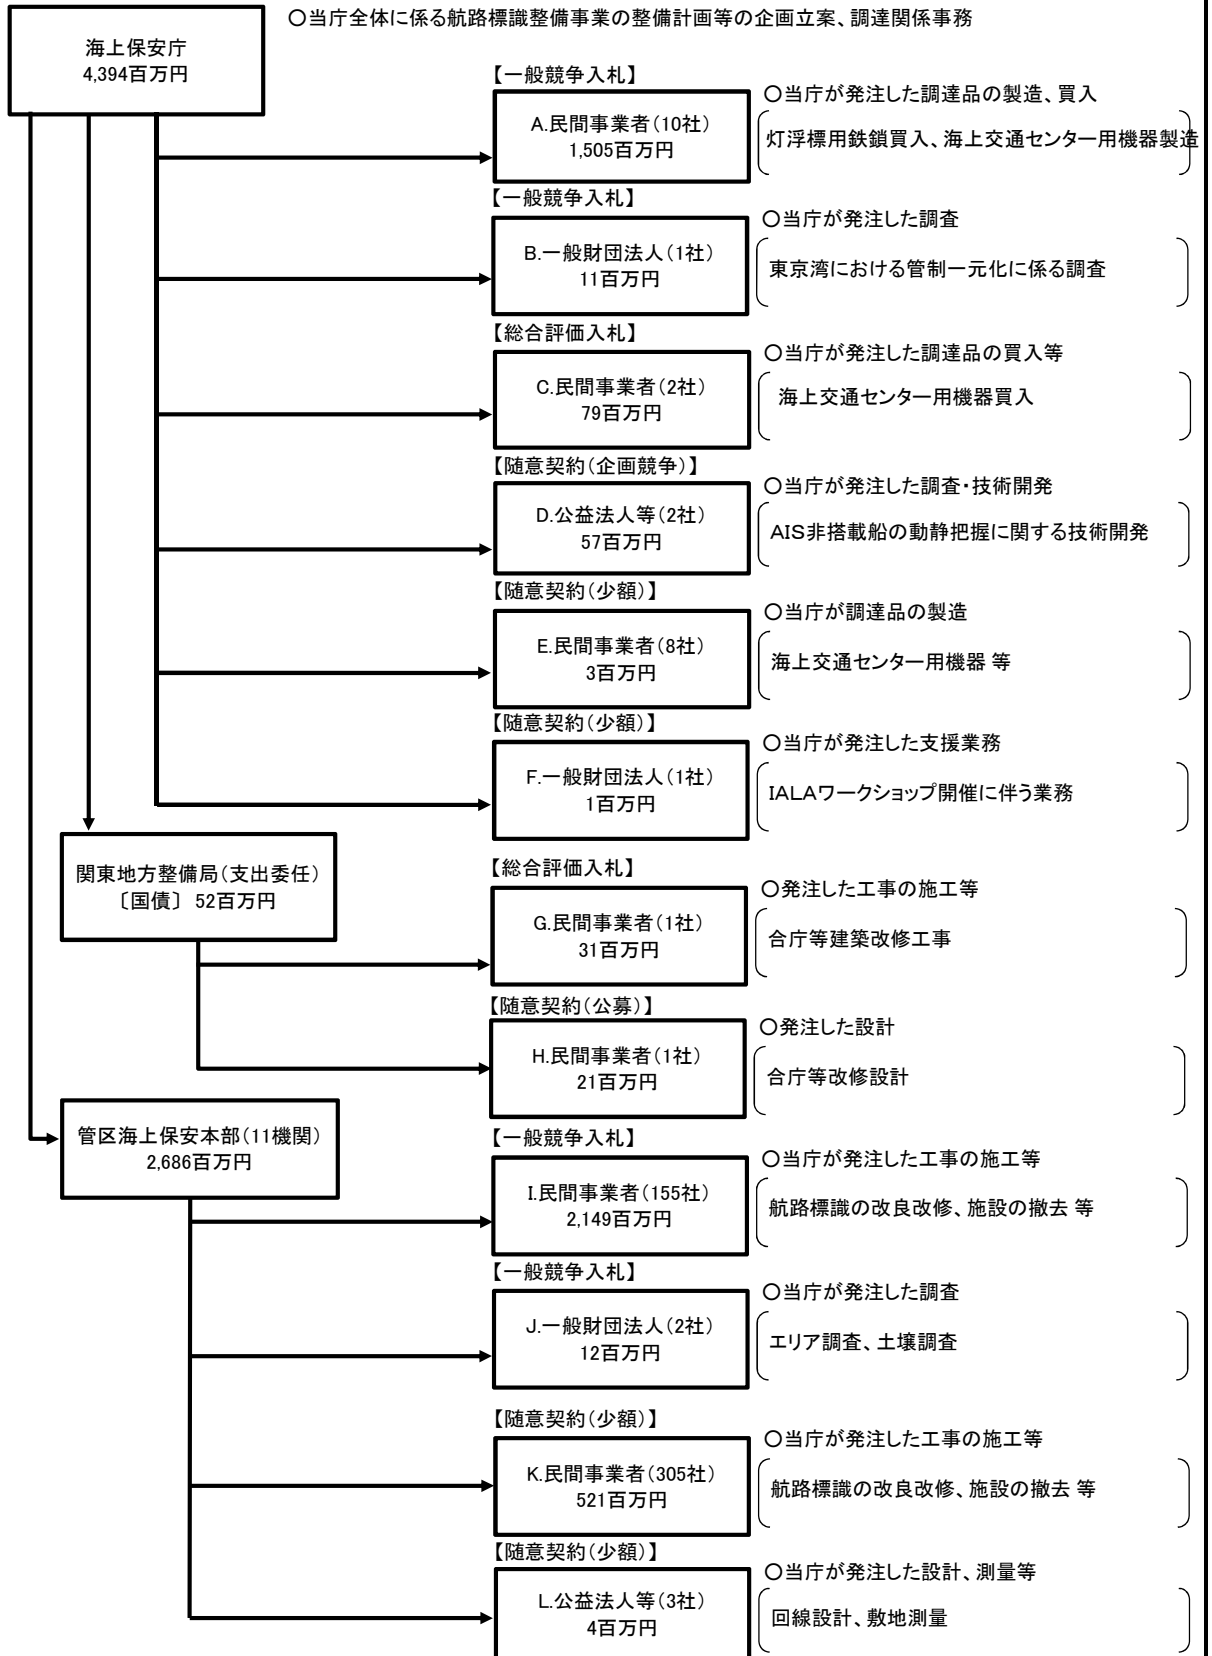 〇当庁全体に係る航路標識整備事業の整備計画等の企画立案、調達関係事務
海上保安庁
4,394百万円
【一般競争入札】
A.民間事業者(10社)
1,505百万円
〇当庁が発注した調達品の製造、買入
灯浮標用鉄鎖買入、海上交通センター用機器製造
【一般競争入札】
B.一般財団法人(1社)
11百万円
〇当庁が発注した調査
東京湾における管制一元化に係る調査
【総合評価入札】
C.民間事業者(2社)
79百万円
〇当庁が発注した調達品の買入等
海上交通センター用機器買入
【随意契約(企画競争)】
D.公益法人等(2社)
57百万円
〇当庁が発注した調査・技術開発
AIS非搭載船の動静把握に関する技術開発
【随意契約(少額)】
E.民間事業者(8社)
3百万円
〇当庁が調達品の製造
海上交通センター用機器 等
【随意契約(少額)】
F.一般財団法人(1社)
1百万円
〇当庁が発注した支援業務
IALAワークショップ開催に伴う業務
関東地方整備局(支出委任)
〔国債〕 52百万円
【総合評価入札】
G.民間事業者(1社)
31百万円
〇発注した工事の施工等
合庁等建築改修工事
【随意契約(公募)】
H.民間事業者(1社)
21百万円
〇発注した設計
合庁等改修設計
管区海上保安本部(11機関)
2,686百万円
【一般競争入札】
I.民間事業者(155社)
2,149百万円
〇当庁が発注した工事の施工等
航路標識の改良改修、施設の撤去 等
【一般競争入札】
J.一般財団法人(2社)
12百万円
〇当庁が発注した調査
エリア調査、土壌調査
【随意契約(少額)】
K.民間事業者(305社)
521百万円
〇当庁が発注した工事の施工等
航路標識の改良改修、施設の撤去 等
【随意契約(少額)】
L.公益法人等(3社)
4百万円
〇当庁が発注した設計、測量等
回線設計、敷地測量